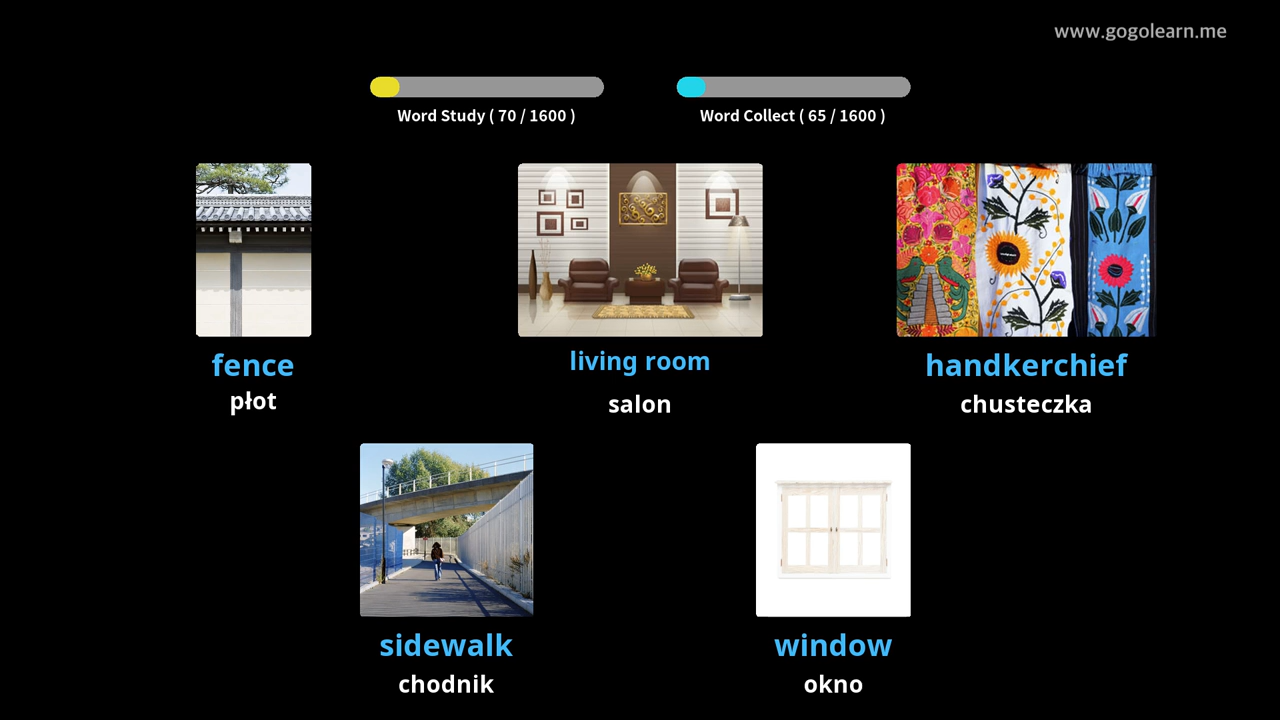 www.gogolearn.me
Word Study ( 70 / 1600 )
Word Collect ( 65 / 1600 )
fence
płot
living room
salon
handkerchief
chusteczka
sidewalk
chodnik
window
okno